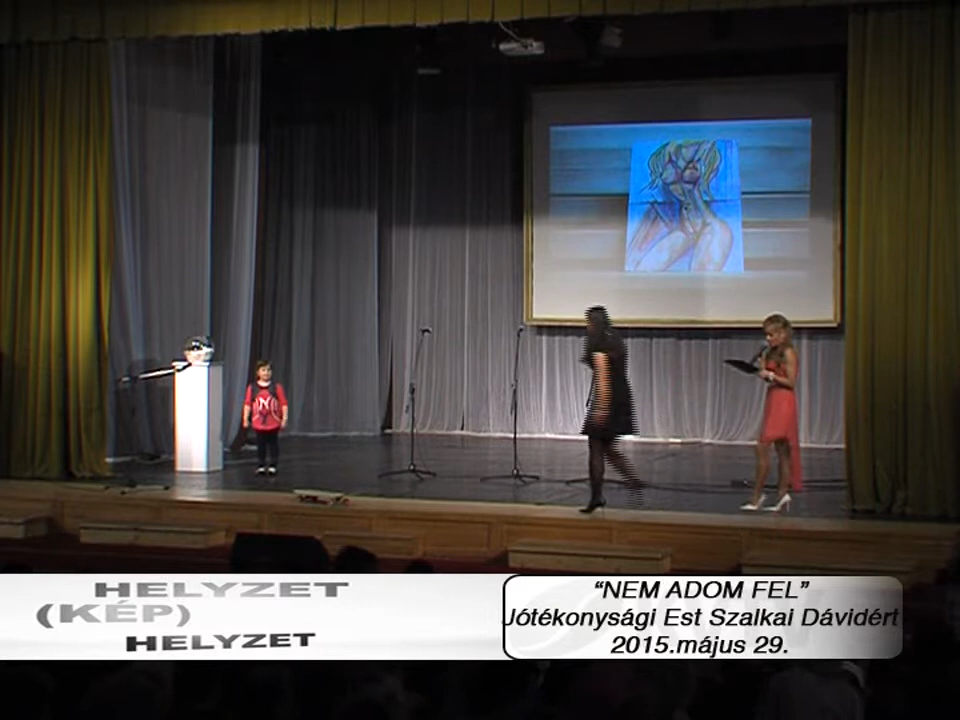 HELYZET
(KÉP)
HELYZET
“NEM ADOM FEL”
Jótékonysági Est Szalkai Dávidért
2015.május 29.